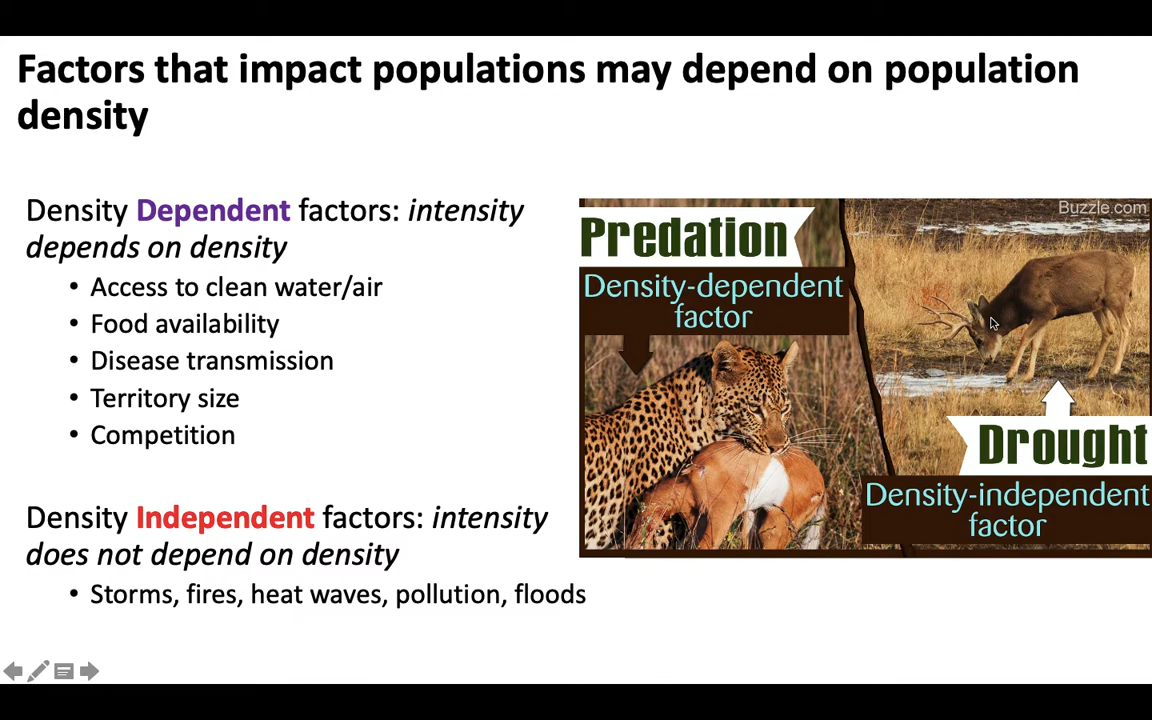 Factors that impact populations may depend on population
density
Density Dependent factors: intensity
depends on density
• Access to clean water/air
• Food availability
• Disease transmission
• Territory size
• Competition
Density Independent factors: intensity
does not depend on density
• Storms, fires, heat waves, pollution, floods
Buzzle.com
Predation
Density-dependent
factor
Drought
Density-independent
factor